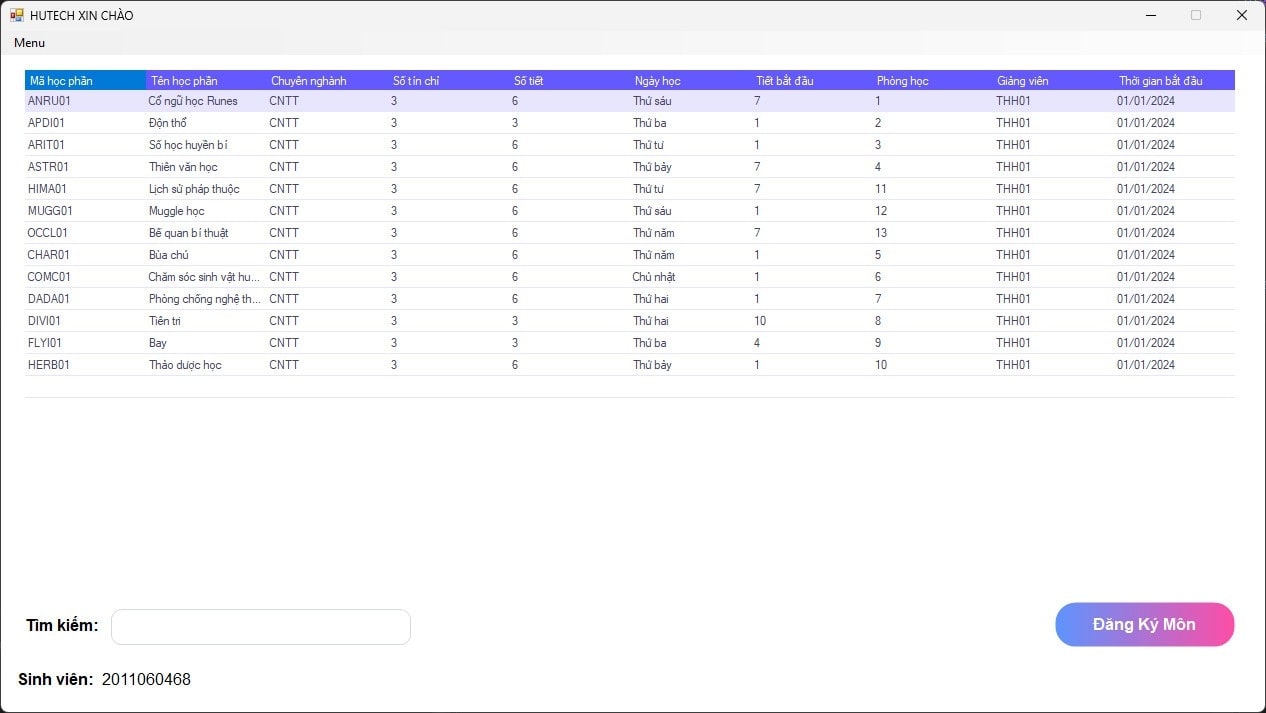 HUTECH XIN CHÀO
Menu
Mã học phần Tên học phần Chuyên nghành Số tín chỉ Số tiết Ngày học Tiết bắt đầu Phòng học Giảng viên Thời gian bắt đầu
ANRU01 Cổ ngữ học Runes CNTT 3 6 Thứ sáu 7 1 THH01 01/01/2024
APDI01 Độn thổ CNTT 3 3 Thứ ba 1 2 THH01 01/01/2024
ARIT01 Số học huyền bí CNTT 3 6 Thứ tư 1 3 THH01 01/01/2024
ASTR01 Thiên văn học CNTT 3 6 Thứ bảy 7 4 THH01 01/01/2024
HIMA01 Lịch sử pháp thuộc CNTT 3 6 Thứ tư 7 11 THH01 01/01/2024
MUGG01 Muggle học CNTT 3 6 Thứ sáu 1 12 THH01 01/01/2024
OCCL01 Bế quan bí thuật CNTT 3 6 Thứ năm 7 13 THH01 01/01/2024
CHAR01 Bùa chú CNTT 3 6 Thứ năm 1 5 THH01 01/01/2024
COMC01 Chăm sóc sinh vật hu... CNTT 3 6 Chủ nhật 1 6 THH01 01/01/2024
DADA01 Phòng chống nghệ th... CNTT 3 6 Thứ hai 1 7 THH01 01/01/2024
DIVI01 Tiên tri CNTT 3 3 Thứ hai 10 8 THH01 01/01/2024
FLYI01 Bay CNTT 3 3 Thứ ba 4 9 THH01 01/01/2024
HERB01 Thảo dược học CNTT 3 6 Thứ bảy 1 10 THH01 01/01/2024
Tìm kiếm:
Đăng Ký Môn
Sinh viên: 2011060468